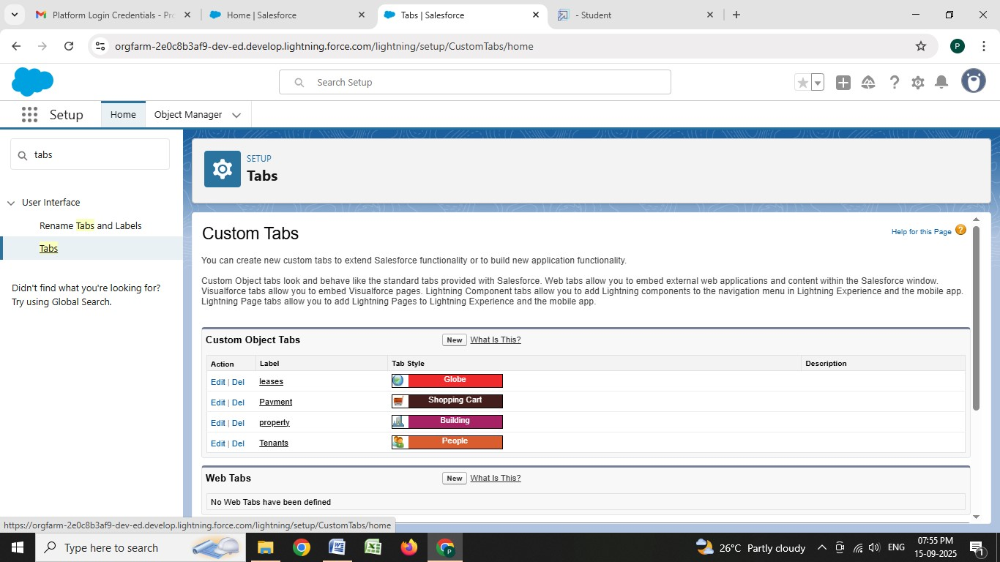 Platform Login Credentials - Pr
Home | Salesforce
Tabs | Salesforce
- Student
orgfarm-2e0c8b3af9-dev-ed.develop.lightning.force.com/lightning/setup/CustomTabs/home
P
Search Setup
Setup
Home
Object Manager
tabs
User Interface
Rename Tabs and Labels
Tabs
Didn't find what you're looking for?
Try using Global Search.
SETUP
Tabs
Custom Tabs
Help for this Page ?
You can create new custom tabs to extend Salesforce functionality or to build new application functionality.
Custom Object tabs look and behave like the standard tabs provided with Salesforce. Web tabs allow you to embed external web applications and content within the Salesforce window.
Visualforce tabs allow you to embed Visualforce pages. Lightning Component tabs allow you to add Lightning components to the navigation menu in Lightning Experience and the mobile app.
Lightning Page tabs allow you to add Lightning Pages to Lightning Experience and the mobile app.
Custom Object Tabs New What Is This?
Action Label Tab Style Description
Edit | Del leases Globe
Edit | Del Payment Shopping Cart
Edit | Del property Building
Edit | Del Tenants People
Web Tabs New What Is This?
No Web Tabs have been defined
https://orgfarm-2e0c8b3af9-dev-ed.develop.lightning.force.com/lightning/setup/CustomTabs/home
Type here to search
26°C Partly cloudy
ENG
07:55 PM
15-09-2025
1